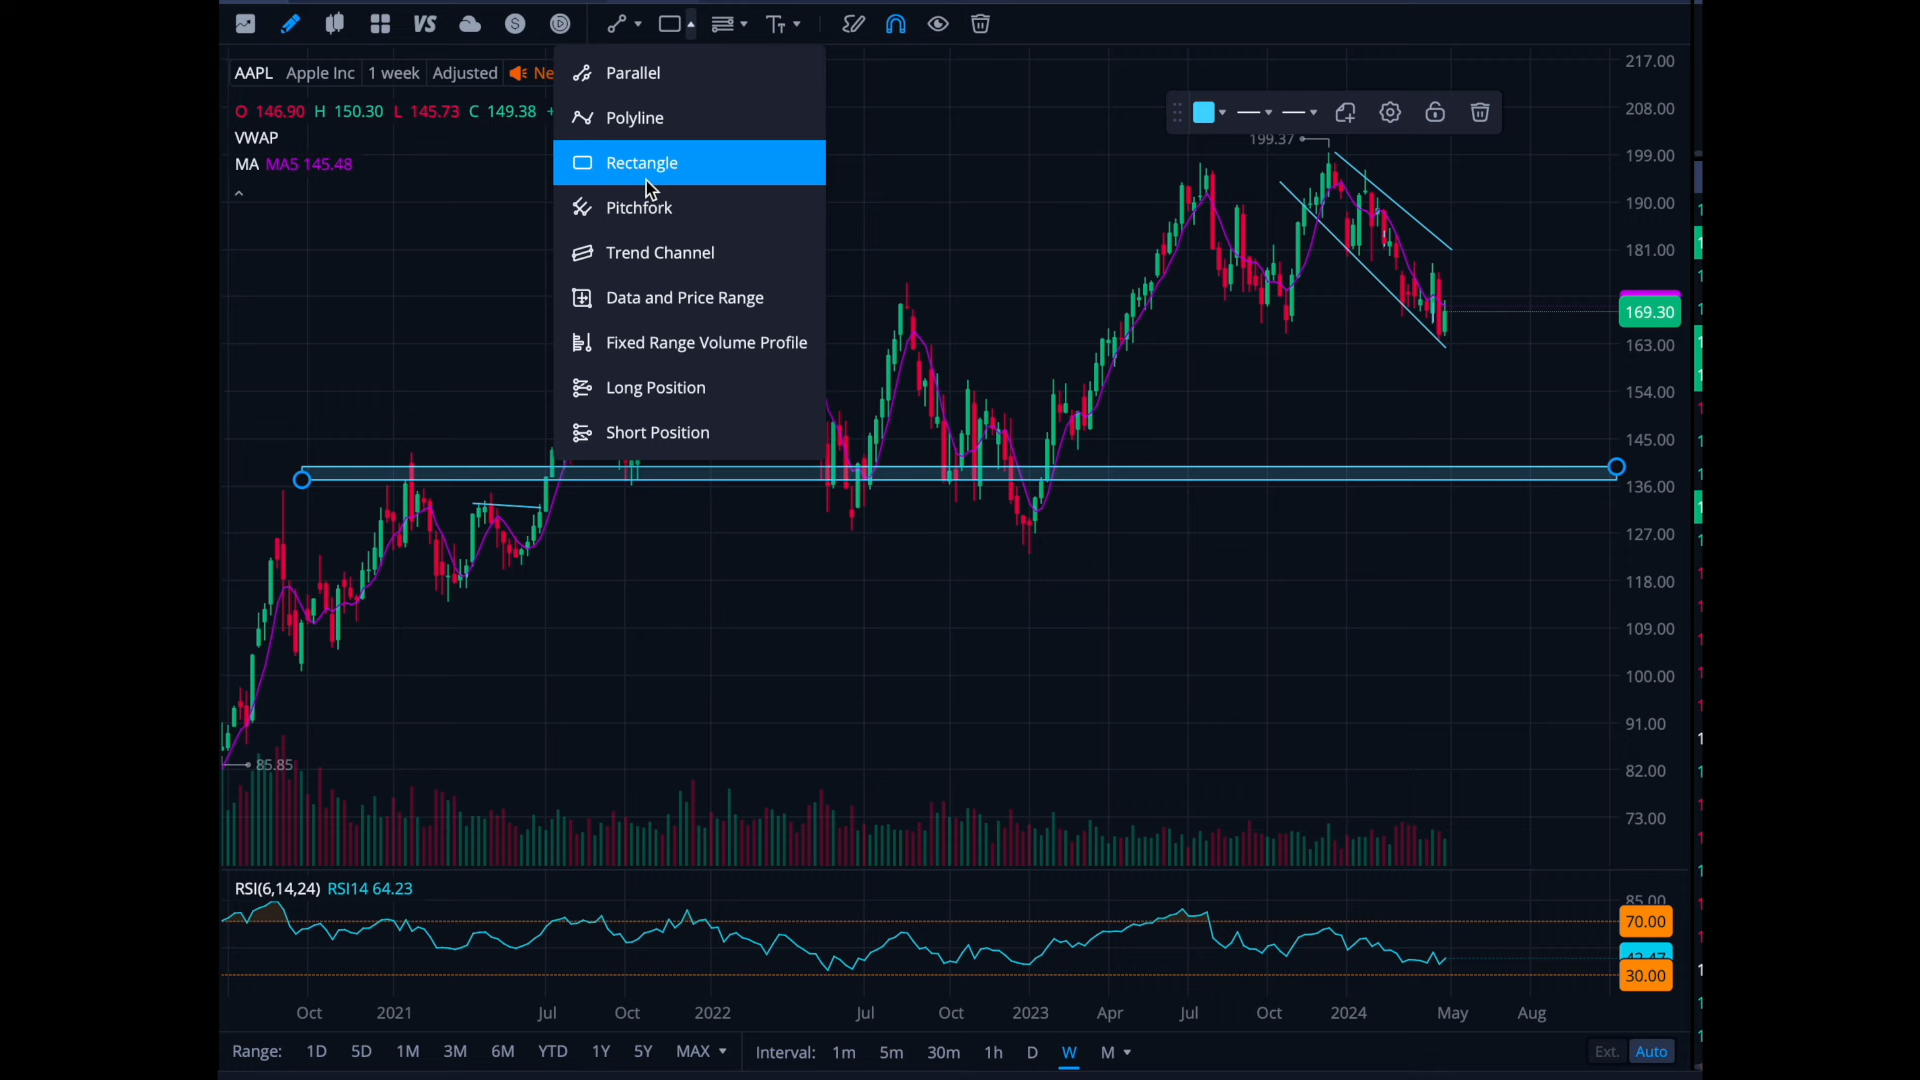 VS
AAPL Apple Inc 1 week Adjusted Ne
O 146.90 H 150.30 L 145.73 C 149.38 +
VWAP
MA MA5 145.48
Parallel
Polyline
Rectangle
Pitchfork
Trend Channel
Data and Price Range
Fixed Range Volume Profile
Long Position
Short Position
199.37
85.85
217.00
208.00
199.00
190.00
181.00
169.30
163.00
154.00
145.00
136.00
127.00
118.00
109.00
100.00
91.00
82.00
73.00
RSI(6,14,24) RSI14 64.23
85.00
70.00
30.00
Oct 2021 Jul Oct 2022 Jul Oct 2023 Apr Jul Oct 2024 May Aug
Range: 1D 5D 1M 3M 6M YTD 1Y 5Y MAX Interval: 1m 5m 30m 1h D W M Ext. Auto